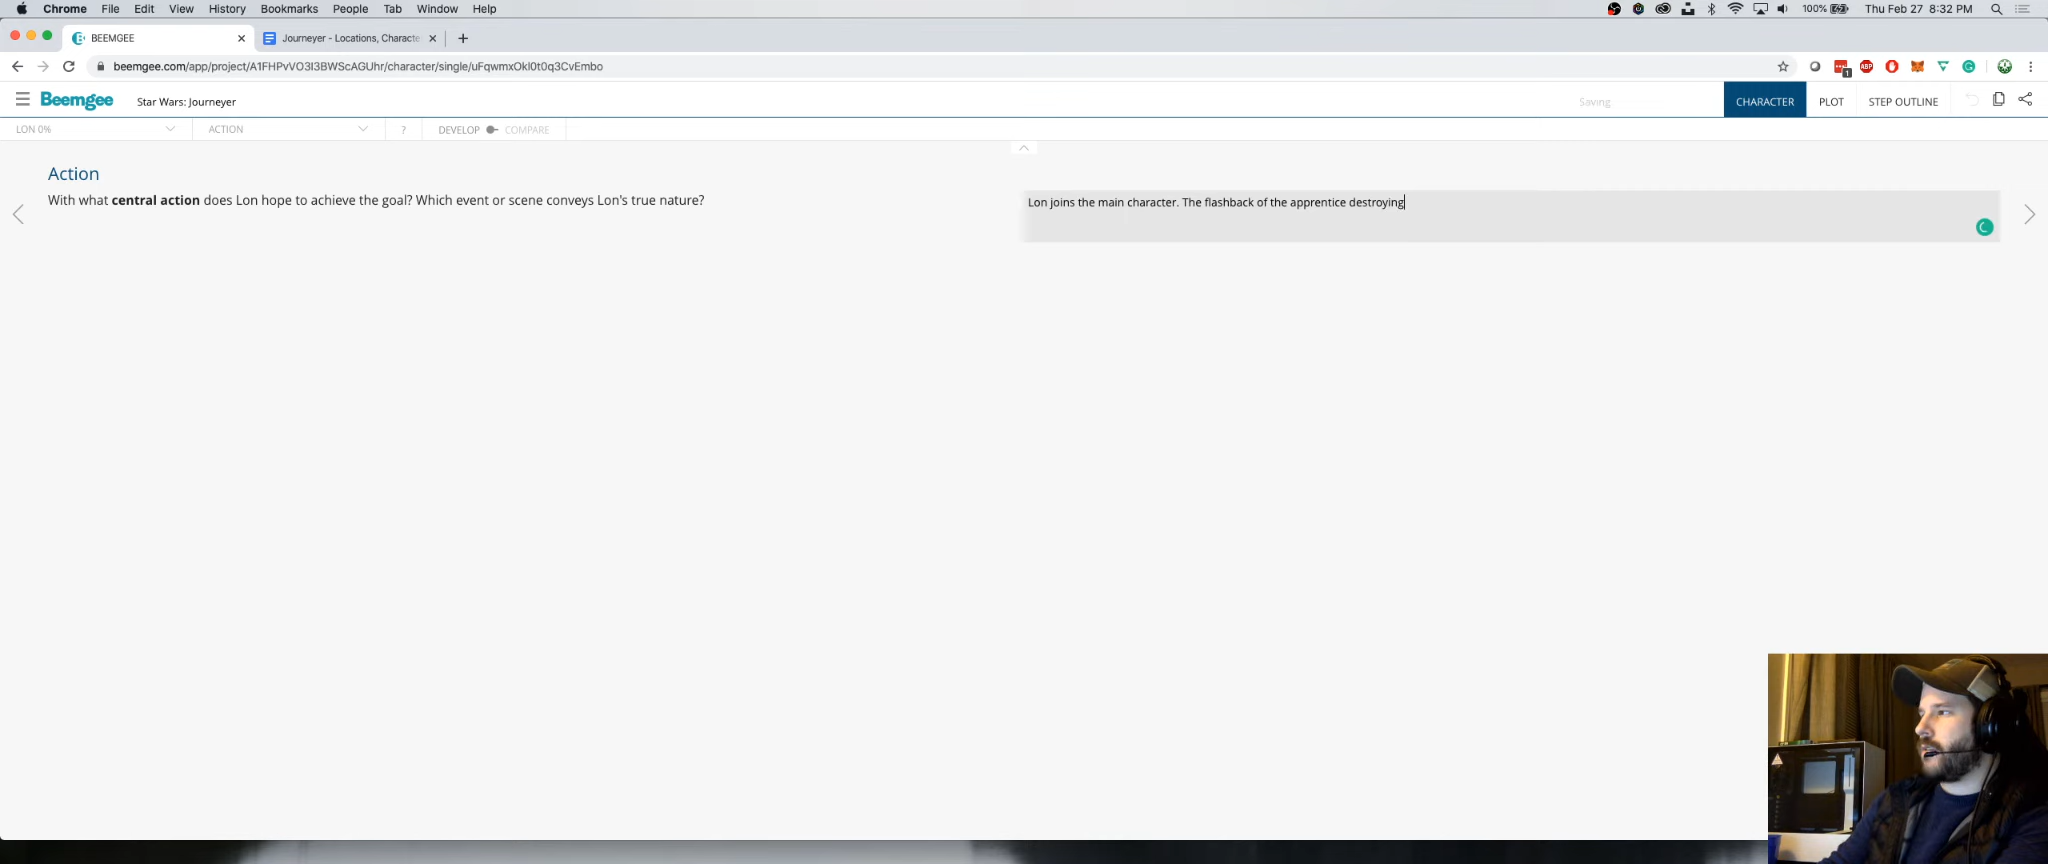 Chrome File Edit View History Bookmarks People Tab Window Help 100% Thu Feb 27 8:32 PM
BEEMGEE Journeyer - Locations, Characte
beemgee.com/app/project/A1FHPvVO3I3BWScAGUhr/character/single/uFqwmxOkl0t0q3CvEmbo ABP 1
Beemgee Star Wars: Journeyer Saving CHARACTER PLOT STEP OUTLINE
LON 0% ACTION ? DEVELOP COMPARE
Action
With what central action does Lon hope to achieve the goal? Which event or scene conveys Lon's true nature?
Lon joins the main character. The flashback of the apprentice destroying